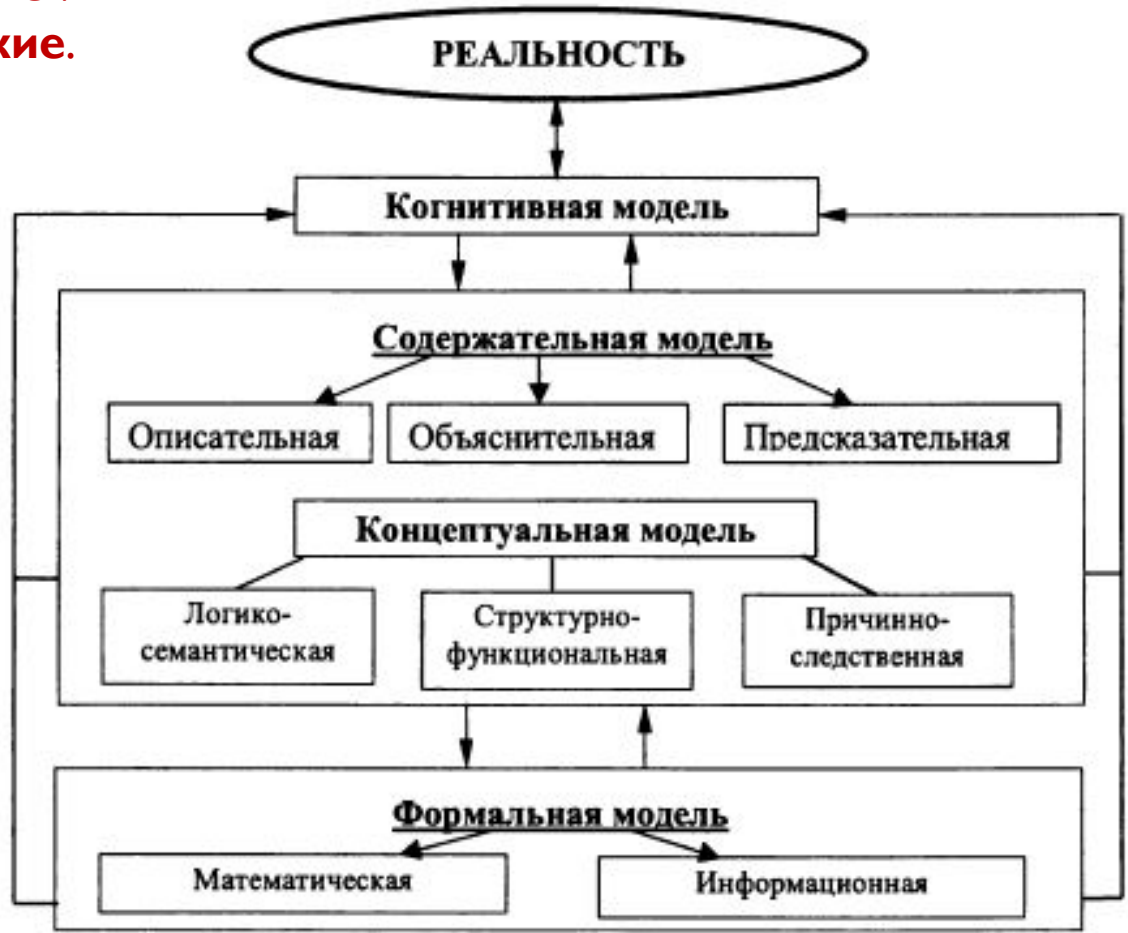 кие.
РЕАЛЬНОСТЬ
Когнитивная модель
Содержательная модель
Описательная
Объяснительная
Предсказательная
Концептуальная модель
Логико-
семантическая
Структурно-
функциональная
Причинно-
следственная
Формальная модель
Математическая
Информационная